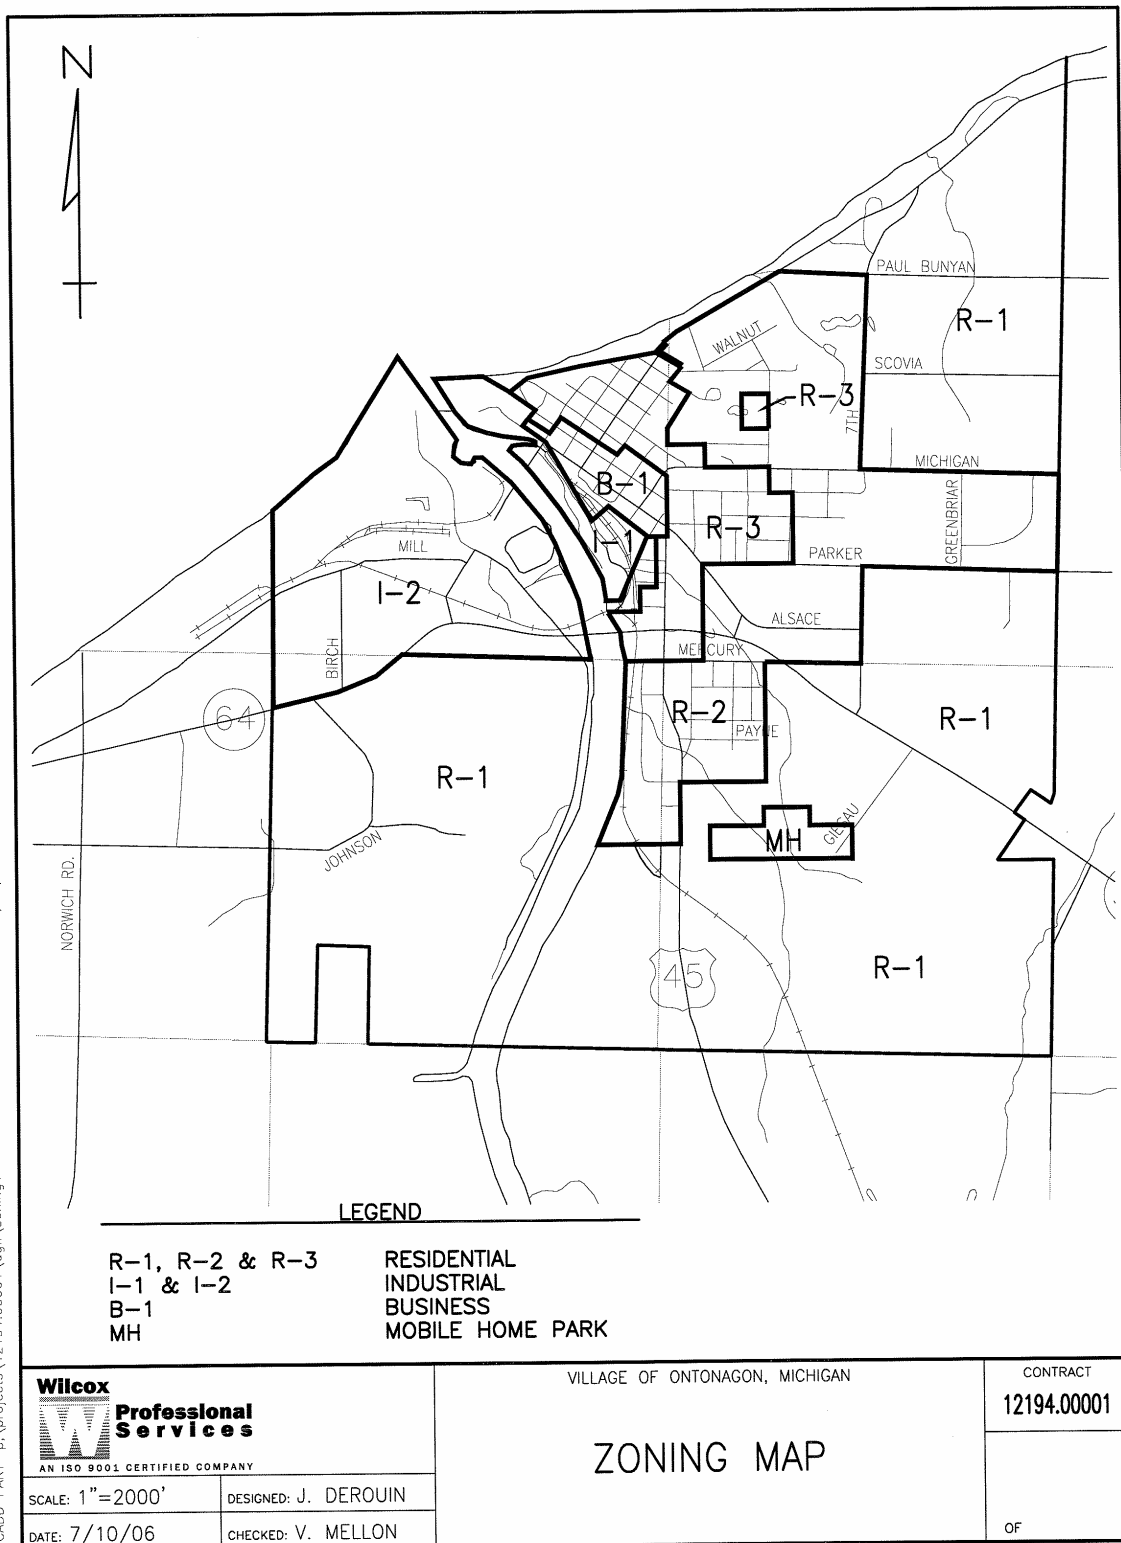 N
PAUL BUNYAN
R-1
WALNUT
SCOVIA
R-3
7TH
MICHIGAN
B-1
GREENBRIAR
R-3
I-1
MILL
PARKER
I-2
ALSACE
BIRCH
MERCURY
64
R-2
PAYNE
R-1
R-1
GIESAU
MH
JOHNSON
NORWICH RD.
R-1
45
LEGEND
R-1, R-2 & R-3 RESIDENTIAL
I-1 & I-2 INDUSTRIAL
B-1 BUSINESS
MH MOBILE HOME PARK
Wilcox
Professional
Services
W
AN ISO 9001 CERTIFIED COMPANY
SCALE: 1"=2000'
DESIGNED: J. DEROUIN
DATE: 7/10/06
CHECKED: V. MELLON
VILLAGE OF ONTONAGON, MICHIGAN
ZONING MAP
CONTRACT
12194.00001
OF